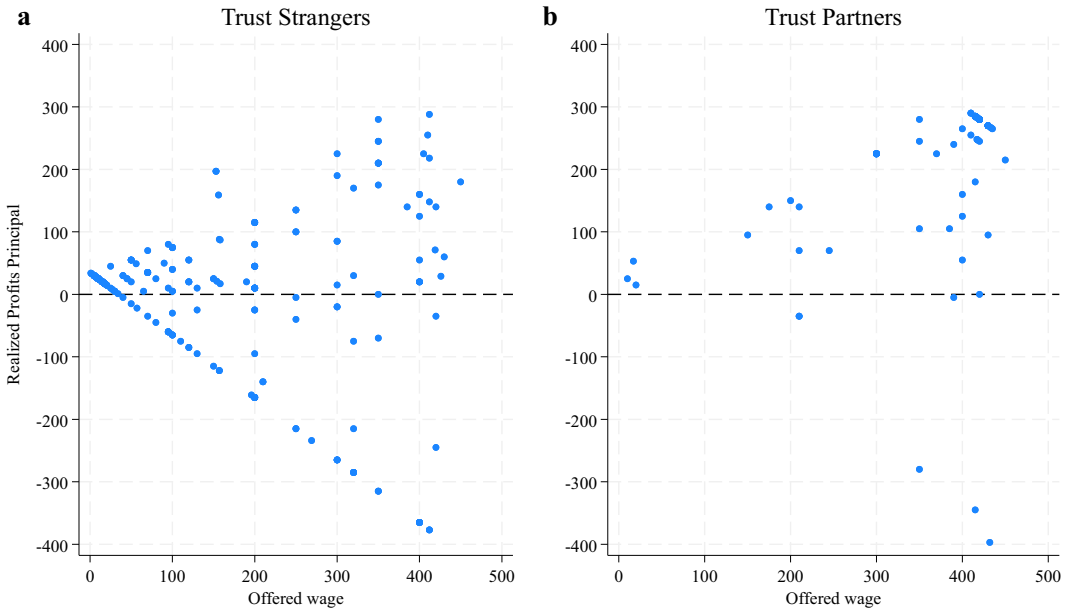 a
Trust Strangers
Realized Profits Principal
400
300
200
100
0
-100
-200
-300
-400
0 100 200 300 400 500
Offered wage
b
Trust Partners
400
300
200
100
0
-100
-200
-300
-400
0 100 200 300 400 500
Offered wage